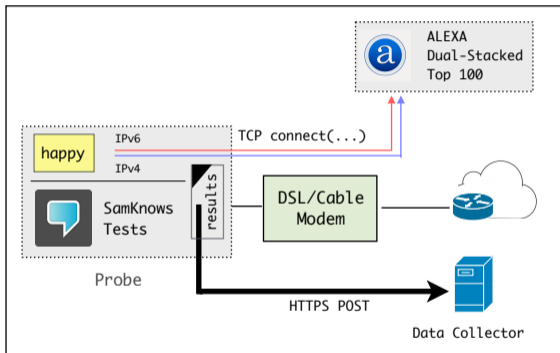 ALEXA
Dual-Stacked
Top 100
a
IPv6
TCP connect(...)
happy
IPv4
results
SamKnows
Tests
DSL/Cable
Modem
Probe
HTTPS POST
Data Collector